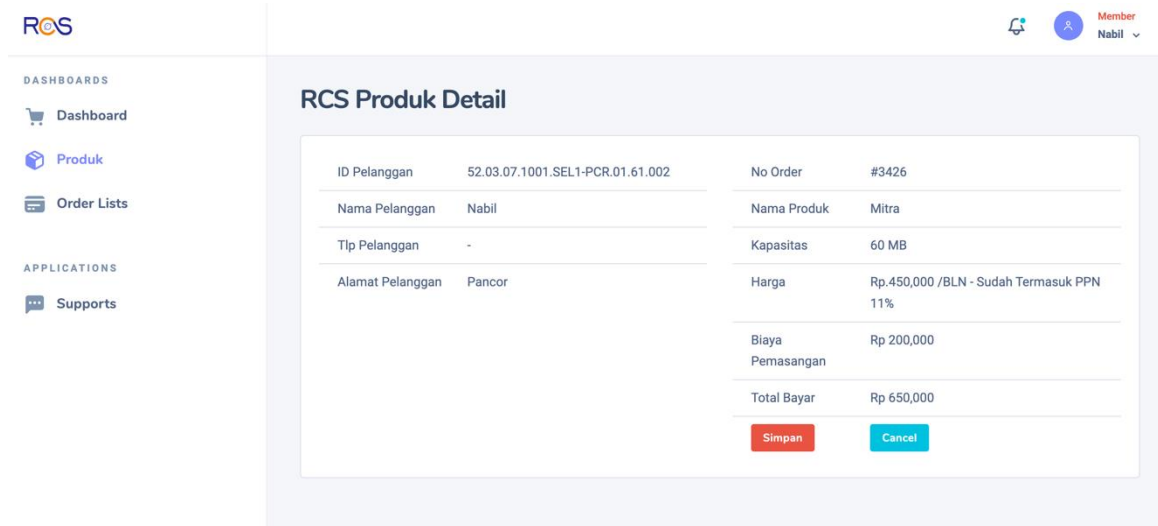 RCS
Member
Nabil
DASHBOARDS
Dashboard
Produk
Order Lists
APPLICATIONS
Supports
RCS Produk Detail
ID Pelanggan 52.03.07.1001.SEL1-PCR.01.61.002
Nama Pelanggan Nabil
Tlp Pelanggan -
Alamat Pelanggan Pancor
No Order #3426
Nama Produk Mitra
Kapasitas 60 MB
Harga Rp.450,000 /BLN - Sudah Termasuk PPN
11%
Biaya Rp 200,000
Pemasangan
Total Bayar Rp 650,000
Simpan Cancel